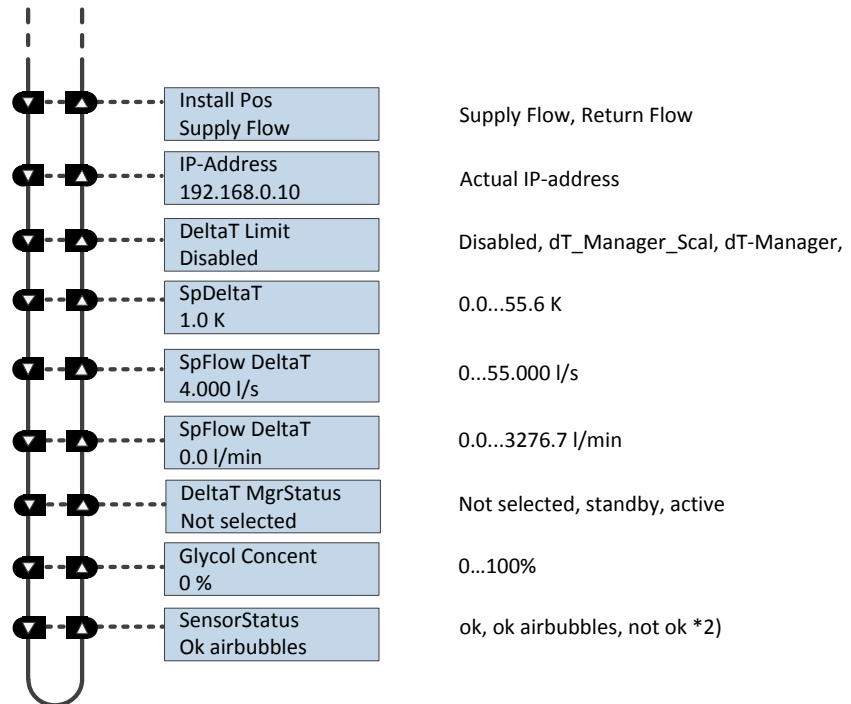 Install Pos
Supply Flow
Supply Flow, Return Flow
IP-Address
192.168.0.10
Actual IP-address
DeltaT Limit
Disabled
Disabled, dT_Manager_Scal, dT-Manager,
SpDeltaT
1.0 K
0.0...55.6 K
SpFlow DeltaT
4.000 l/s
0...55.000 l/s
SpFlow DeltaT
0.0 l/min
0.0...3276.7 l/min
DeltaT MgrStatus
Not selected
Not selected, standby, active
Glycol Concent
0 %
0...100%
SensorStatus
Ok airbubbles
ok, ok airbubbles, not ok *2)